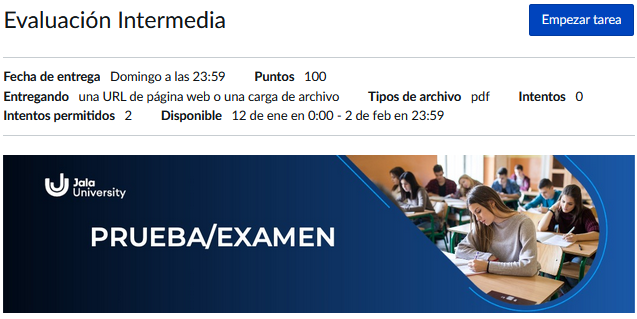 Evaluación Intermedia
Empezar tarea
Fecha de entrega Domingo a las 23:59 Puntos 100
Entregando una URL de página web o una carga de archivo Tipos de archivo pdf Intentos 0
Intentos permitidos 2 Disponible 12 de ene en 0:00 - 2 de feb en 23:59
Jala
University
PRUEBA/EXAMEN